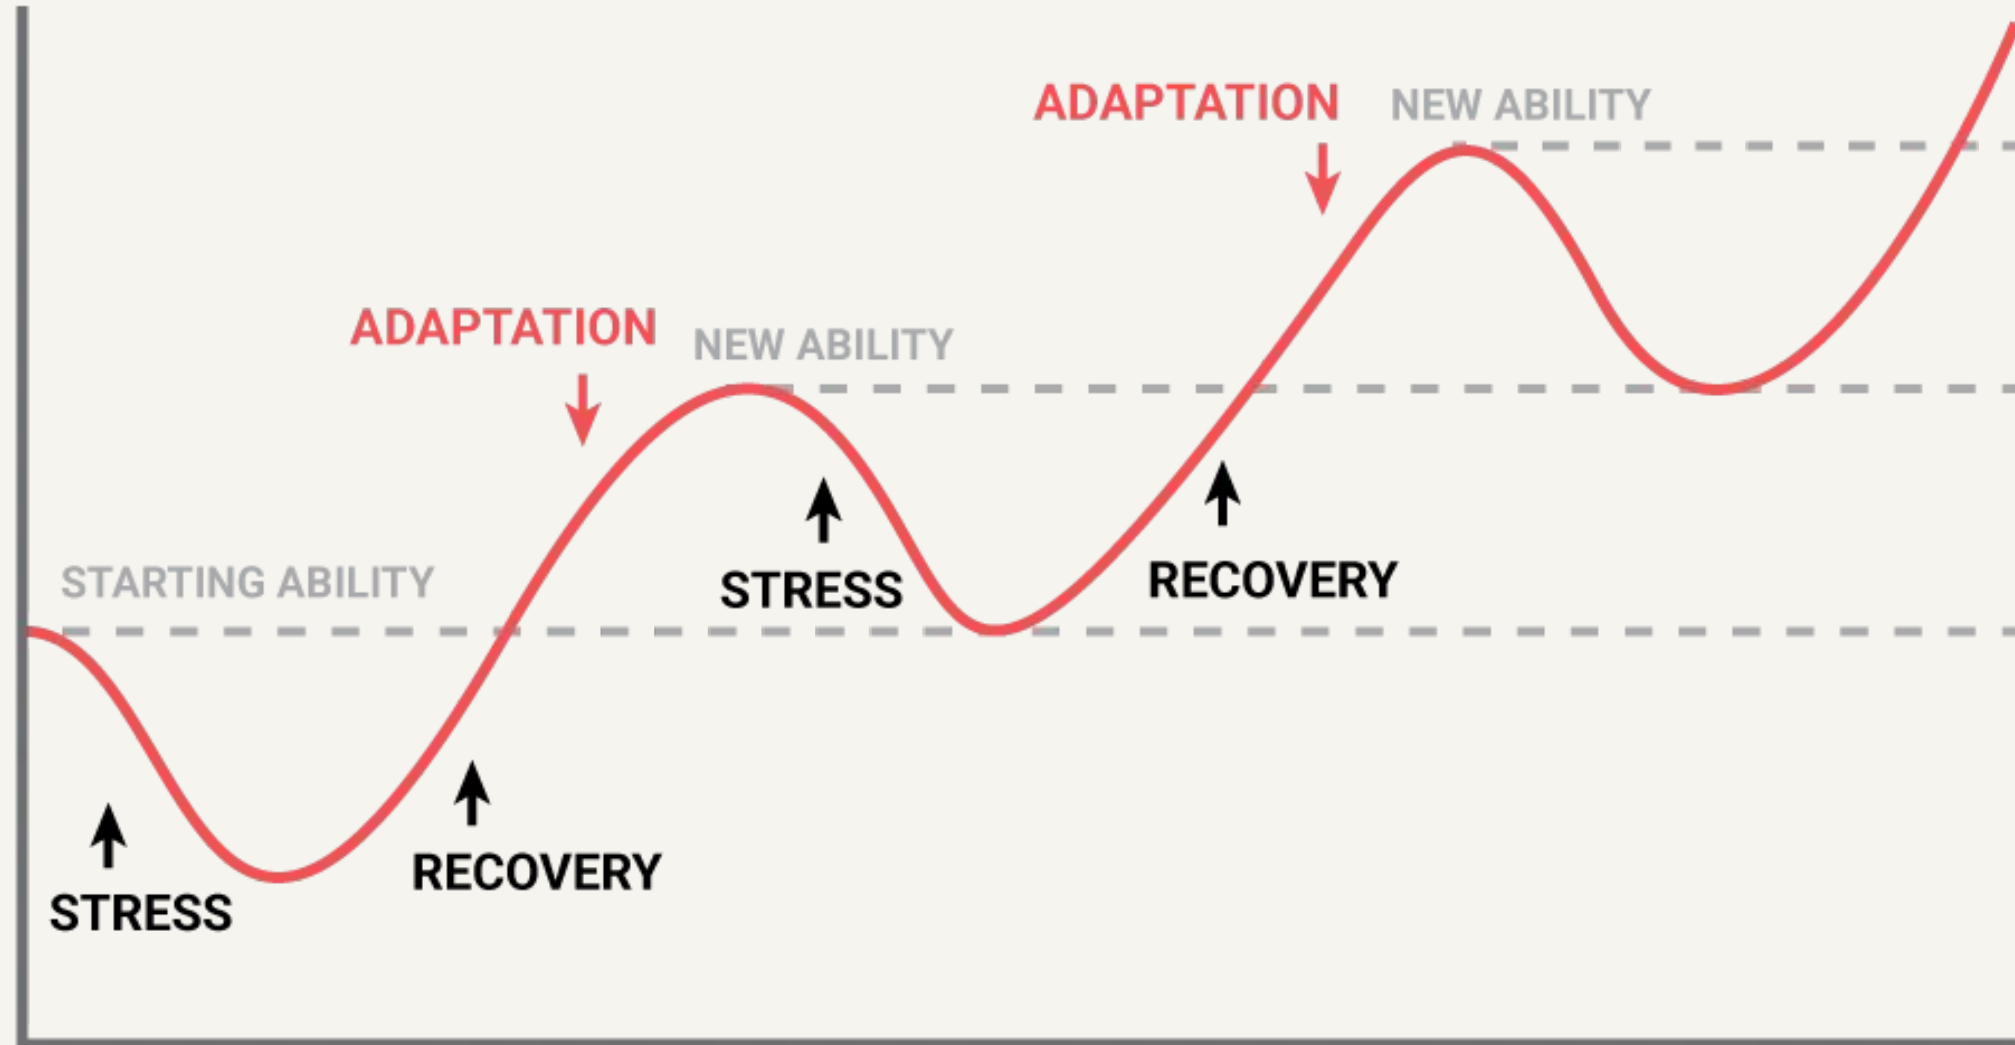 ADAPTATION
NEW ABILITY
ADAPTATION
NEW ABILITY
STARTING ABILITY
STRESS
RECOVERY
RECOVERY
STRESS